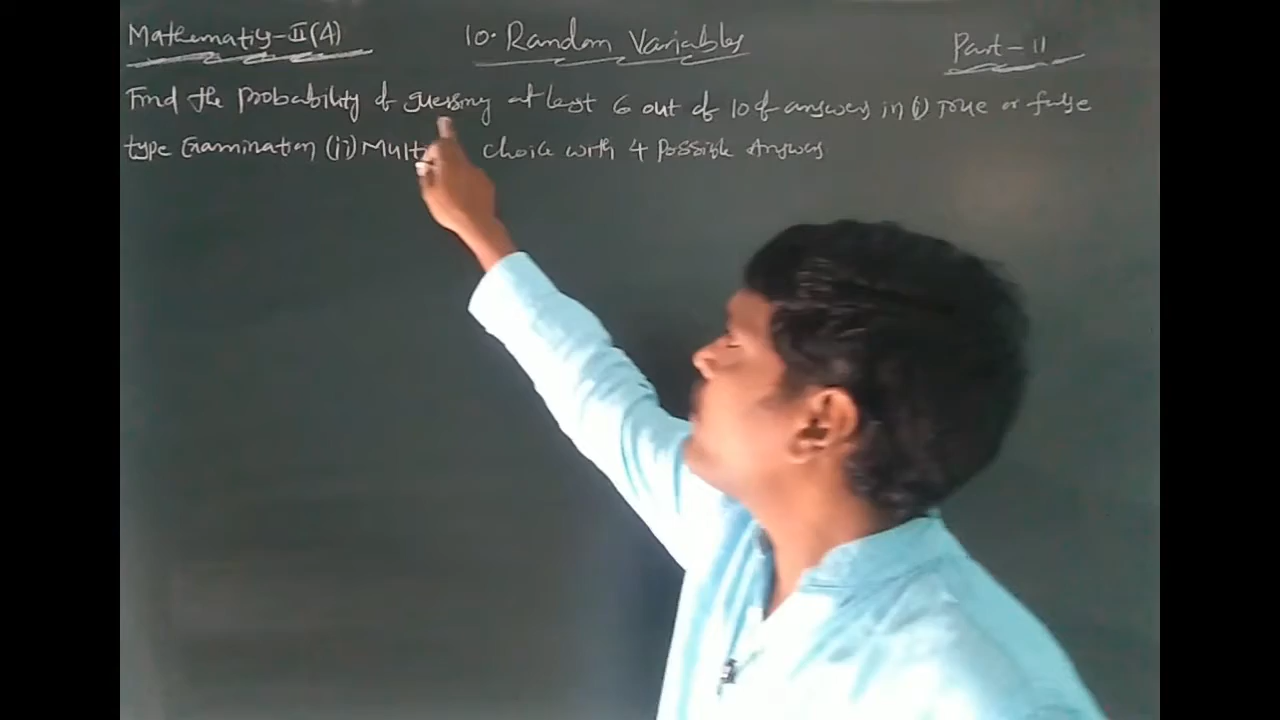 Mathematics-II(A)
10. Random Variables
Part-11
Find the Probability of guessing at least 6 out of 10 of answers in (i) True or false
type Examination (ii) Multi choice with 4 Possible Answers